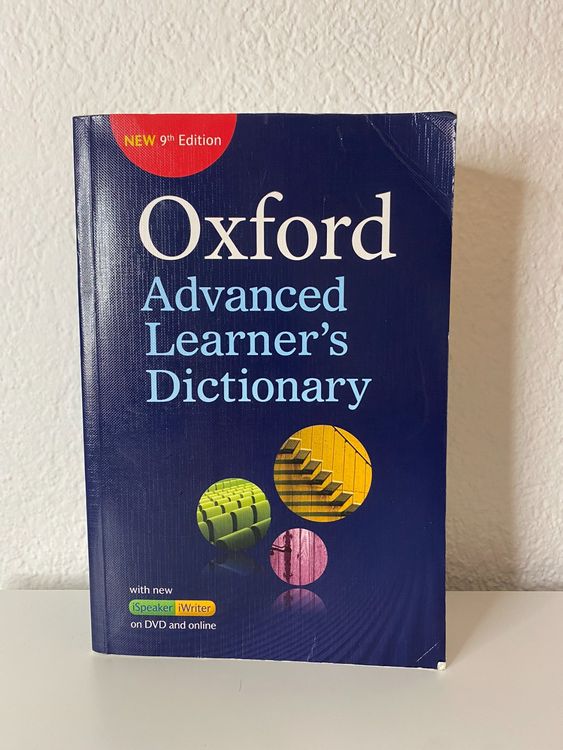 NEW 9th Edition
Oxford
Advanced
Learner's
Dictionary
with new
iSpeaker iWriter
on DVD and online